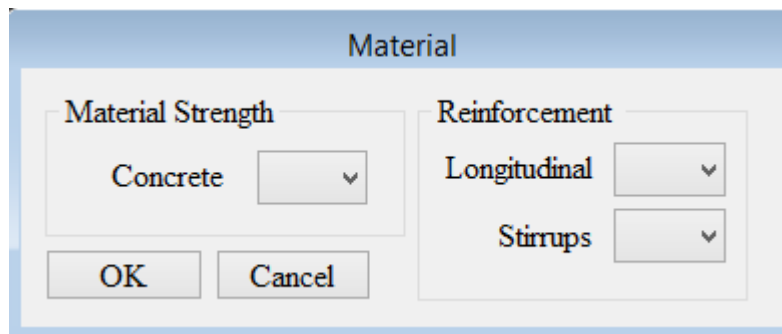 Material
Material Strength
Concrete
Reinforcement
Longitudinal
Stirrups
OK
Cancel